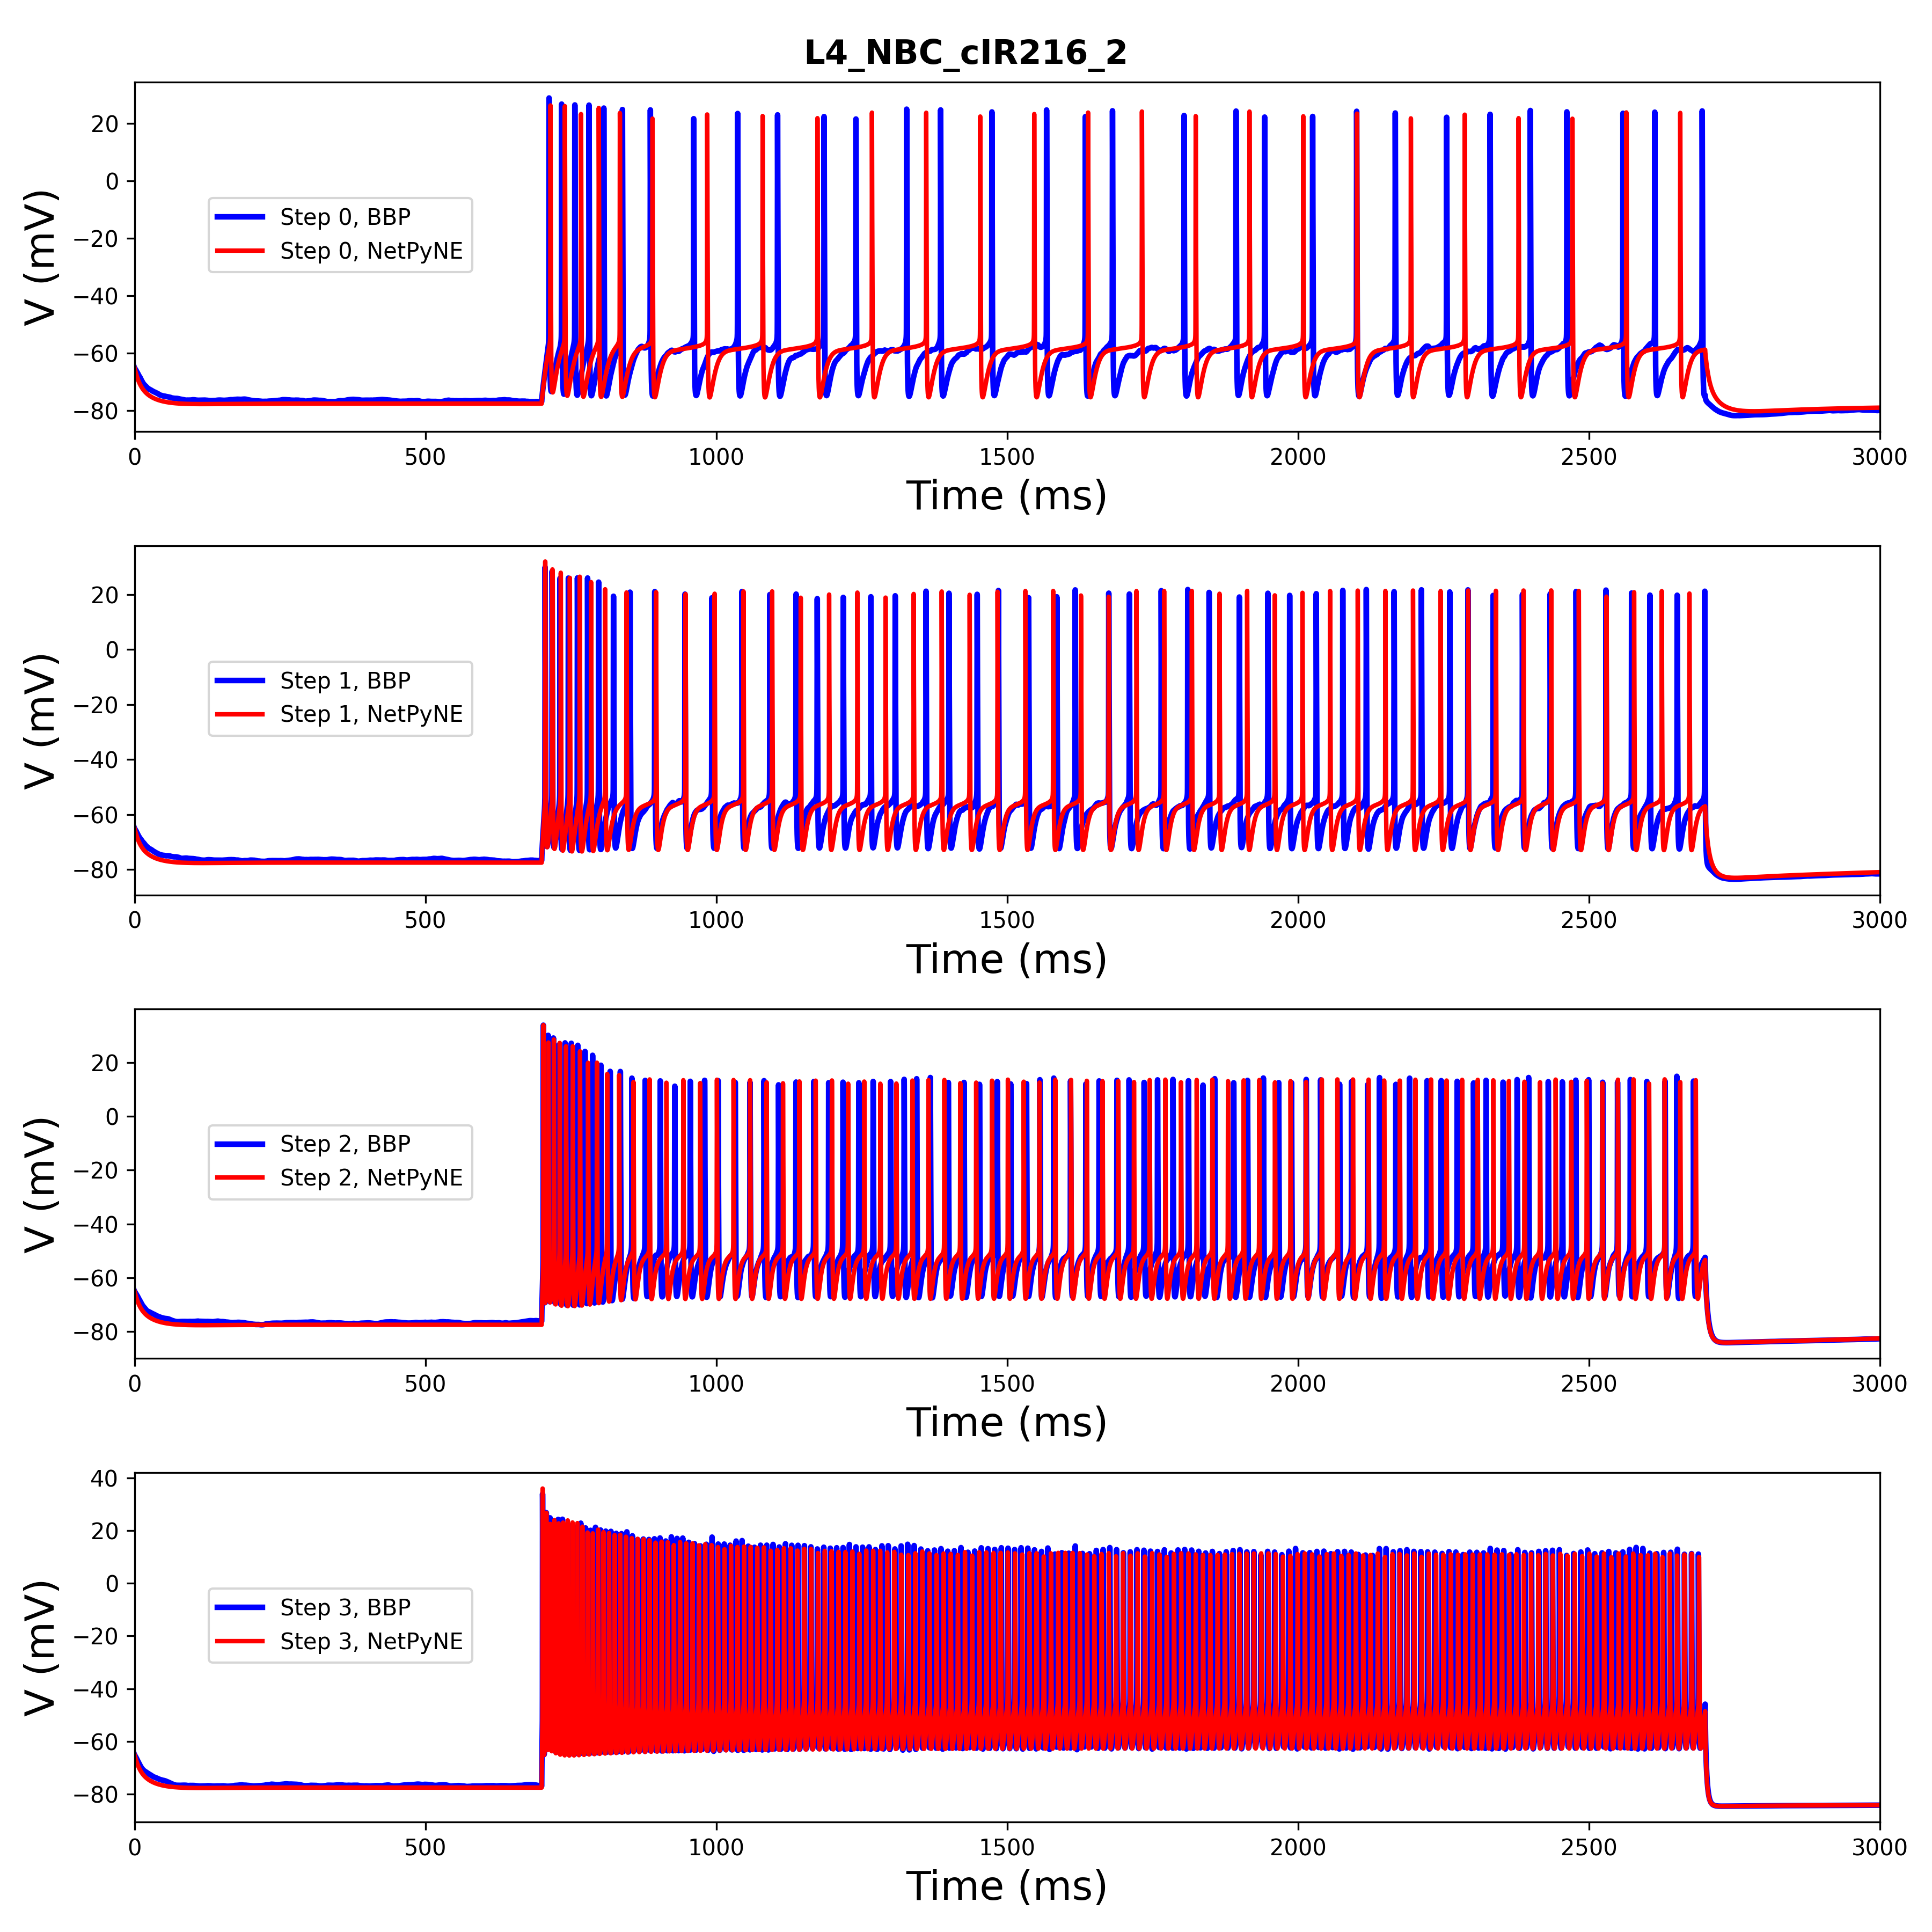 L4_NBC_cIR216_2
20
0
−20
−40
−60
−80
V (mV)
Step 0, BBP
Step 0, NetPyNE
0 500 1000 1500 2000 2500 3000
Time (ms)
20
0
−20
−40
−60
−80
V (mV)
Step 1, BBP
Step 1, NetPyNE
0 500 1000 1500 2000 2500 3000
Time (ms)
20
0
−20
−40
−60
−80
V (mV)
Step 2, BBP
Step 2, NetPyNE
0 500 1000 1500 2000 2500 3000
Time (ms)
40
20
0
−20
−40
−60
−80
V (mV)
Step 3, BBP
Step 3, NetPyNE
0 500 1000 1500 2000 2500 3000
Time (ms)